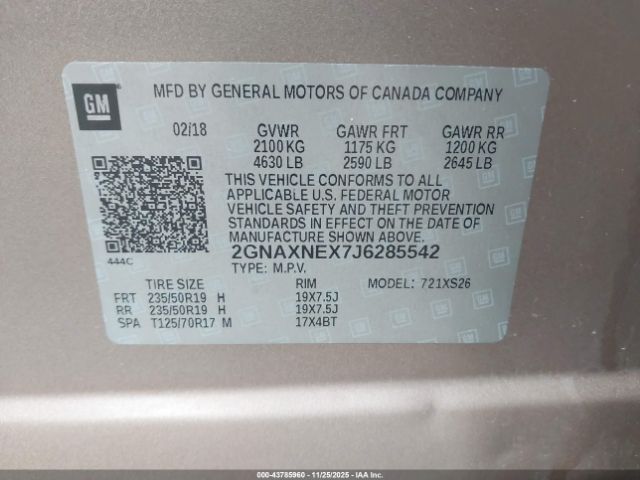 GM
MFD BY GENERAL MOTORS OF CANADA COMPANY
02/18 GVWR GAWR FRT GAWR RR
2100 KG 1175 KG 1200 KG
4630 LB 2590 LB 2645 LB
THIS VEHICLE CONFORMS TO ALL
APPLICABLE U.S. FEDERAL MOTOR
VEHICLE SAFETY AND THEFT PREVENTION
STANDARDS IN EFFECT ON THE DATE OF
MANUFACTURE SHOWN ABOVE.
444C
2GNAXNEX7J6285542
TYPE: M.P.V.
TIRE SIZE RIM MODEL: 721XS26
FRT 235/50R19 H 19X7.5J
RR 235/50R19 H 19X7.5J
SPA T125/70R17 M 17X4BT
000-43785960 - 11/25/2025 - IAAI.COM/CARFAX